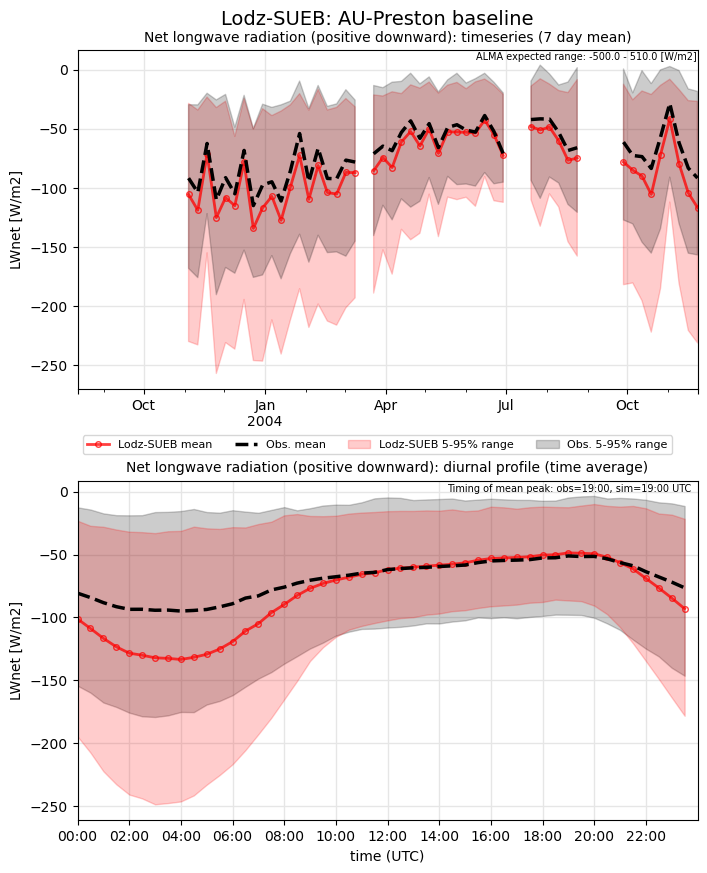 Lodz-SUEB: AU-Preston baseline
Net longwave radiation (positive downward): timeseries (7 day mean)
ALMA expected range: -500.0 - 510.0 [W/m2]
0
−50
−100
−150
−200
−250
LWnet [W/m2]
Oct
Jan
2004
Apr
Jul
Oct
Lodz-SUEB mean
Obs. mean
Lodz-SUEB 5-95% range
Obs. 5-95% range
Net longwave radiation (positive downward): diurnal profile (time average)
Timing of mean peak: obs=19:00, sim=19:00 UTC
0
−50
−100
−150
−200
−250
LWnet [W/m2]
00:00
02:00
04:00
06:00
08:00
10:00
12:00
14:00
16:00
18:00
20:00
22:00
time (UTC)